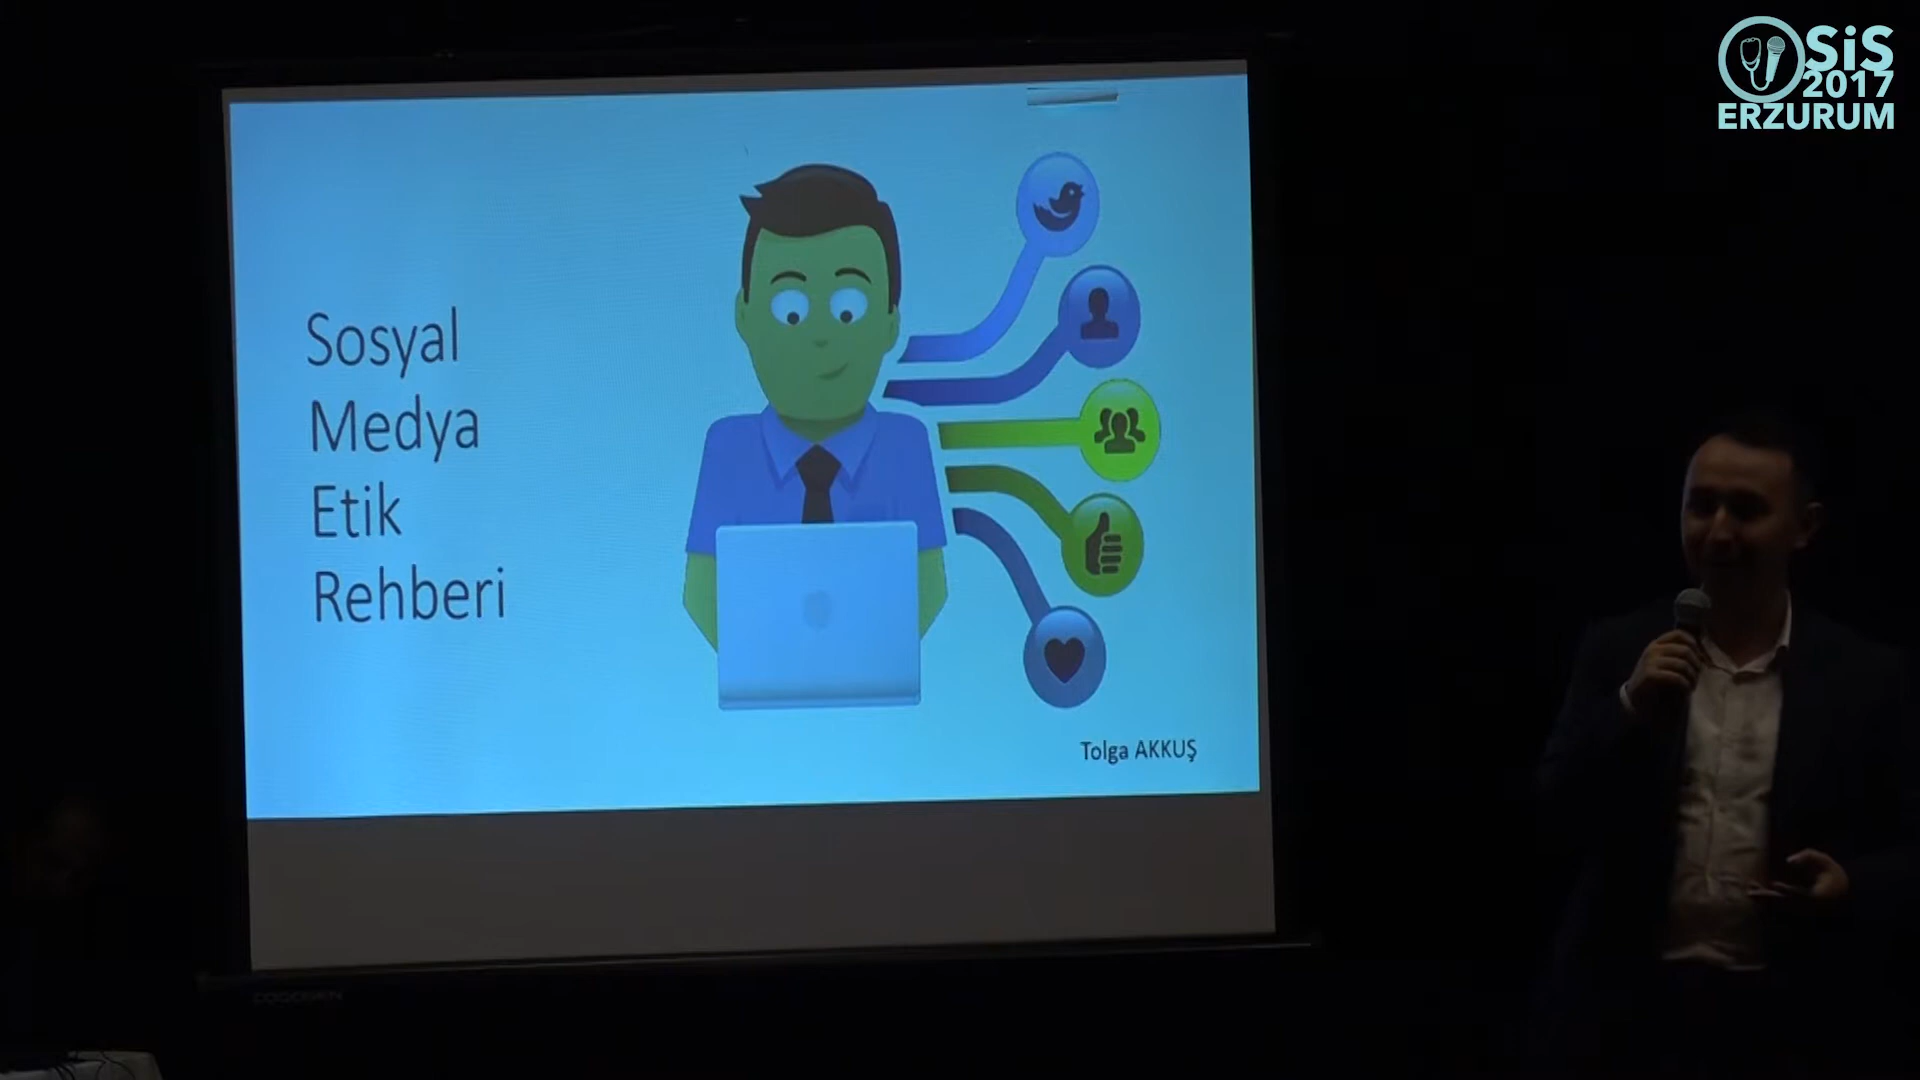 SiS
2017
ERZURUM
Sosyal
Medya
Etik
Rehberi
Tolga AKKUŞ